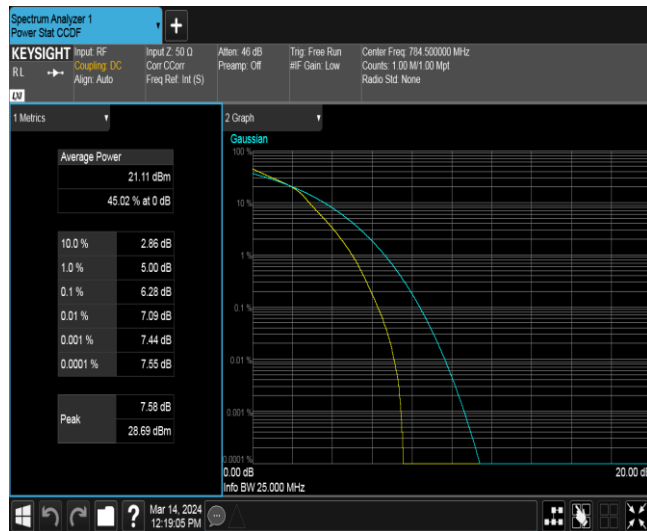 Spectrum Analyzer 1
Power Stat CCDF
+
KEYSIGHT
RL
LXI
Input: RF
Coupling: DC
Align: Auto
Input Z: 50 Ω
Corr CCorr
Freq Ref: Int (S)
Atten: 46 dB
Preamp: Off
Trig: Free Run
#IF Gain: Low
Center Freq: 784.500000 MHz
Counts: 1.00 M/1.00 Mpt
Radio Std: None
1 Metrics
Average Power
21.11 dBm
45.02 % at 0 dB
10.0 % 2.86 dB
1.0 % 5.00 dB
0.1 % 6.28 dB
0.01 % 7.09 dB
0.001 % 7.44 dB
0.0001 % 7.55 dB
Peak
7.58 dB
28.69 dBm
2 Graph
Gaussian
100 %
10 %
1 %
0.1 %
0.01 %
0.001 %
0.0001 %
0.00 dB
20.00 d
Info BW 25.000 MHz
?
Mar 14, 2024
12:19:05 PM